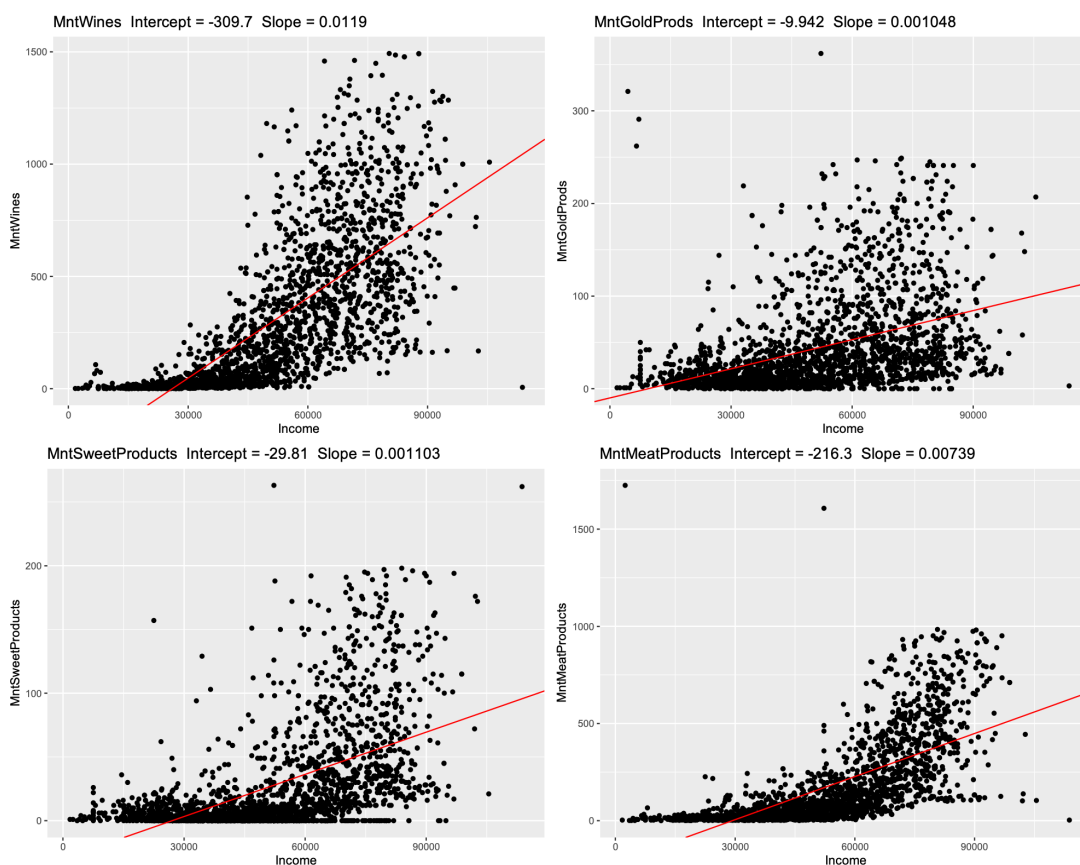 MntWines  Intercept = -309.7  Slope = 0.0119
1500
1000
500
0
MntWines
0 30000 60000 90000
Income
MntGoldProds  Intercept = -9.942  Slope = 0.001048
300
200
100
0
MntGoldProds
0 30000 60000 90000
Income
MntSweetProducts  Intercept = -29.81  Slope = 0.001103
200
100
0
MntSweetProducts
0 30000 60000 90000
Income
MntMeatProducts  Intercept = -216.3  Slope = 0.00739
1500
1000
500
0
MntMeatProducts
0 30000 60000 90000
Income